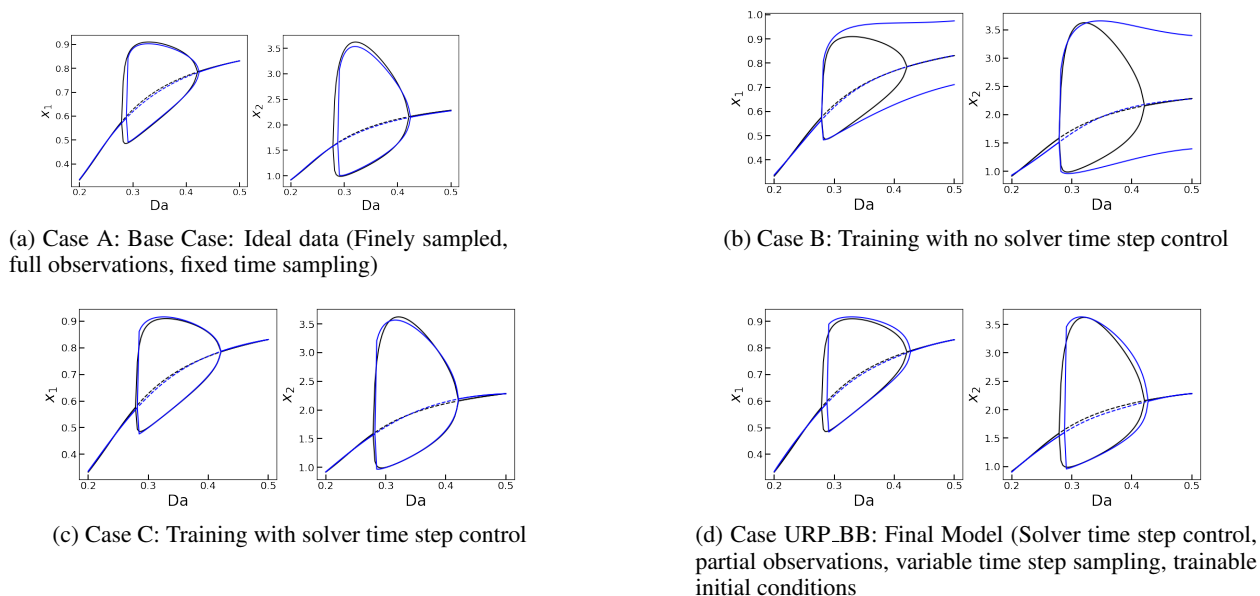 0.9
0.8
0.7
0.6
0.5
0.4
x1
0.2 0.3 0.4 0.5
Da
3.5
3.0
2.5
2.0
1.5
1.0
x2
0.2 0.3 0.4 0.5
Da
(a) Case A: Base Case: Ideal data (Finely sampled,
full observations, fixed time sampling)
1.0
0.9
0.8
0.7
0.6
0.5
0.4
x1
0.2 0.3 0.4 0.5
Da
3.5
3.0
2.5
2.0
1.5
1.0
x2
0.2 0.3 0.4 0.5
Da
(b) Case B: Training with no solver time step control
0.9
0.8
0.7
0.6
0.5
0.4
x1
0.2 0.3 0.4 0.5
Da
3.5
3.0
2.5
2.0
1.5
1.0
x2
0.2 0.3 0.4 0.5
Da
(c) Case C: Training with solver time step control
0.9
0.8
0.7
0.6
0.5
0.4
x1
0.2 0.3 0.4 0.5
Da
3.5
3.0
2.5
2.0
1.5
1.0
x2
0.2 0.3 0.4 0.5
Da
(d) Case URP_BB: Final Model (Solver time step control,
partial observations, variable time step sampling, trainable
initial conditions